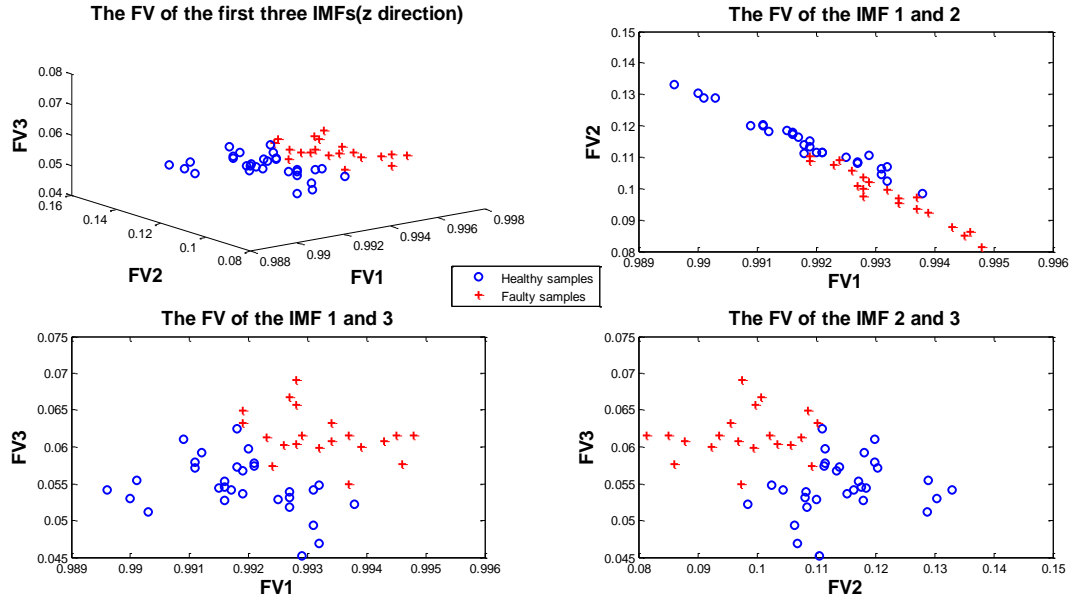 The FV of the first three IMFs(z direction)
FV3
0.08
0.07
0.06
0.05
0.04
0.16
0.14
0.12
0.1
0.08
FV2
0.988
0.99
0.992
0.994
0.996
0.998
FV1
The FV of the IMF 1 and 2
FV2
0.15
0.14
0.13
0.12
0.11
0.1
0.09
0.08
0.989 0.99 0.991 0.992 0.993 0.994 0.995 0.996
FV1
Healthy samples
Faulty samples
The FV of the IMF 1 and 3
FV3
0.075
0.07
0.065
0.06
0.055
0.05
0.045
0.989 0.99 0.991 0.992 0.993 0.994 0.995 0.996
FV1
The FV of the IMF 2 and 3
FV3
0.075
0.07
0.065
0.06
0.055
0.05
0.045
0.08 0.09 0.1 0.11 0.12 0.13 0.14 0.15
FV2